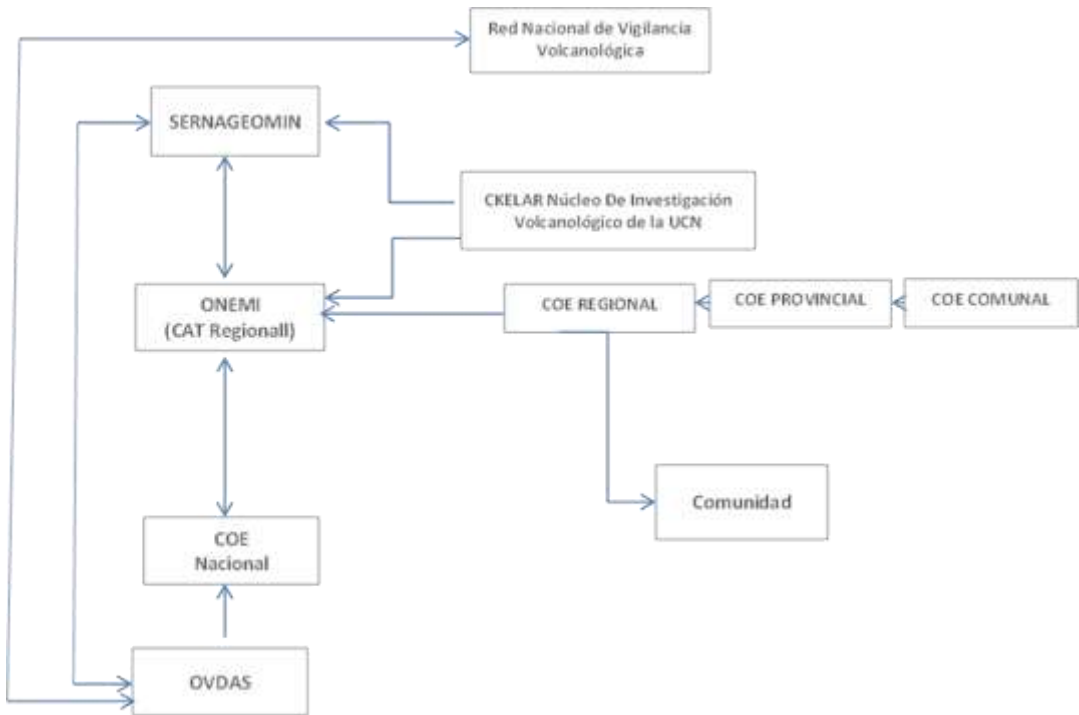 Red Nacional de Vigilancia
Volcanológica
SERNAGEOMIN
CKELAR Núcleo De Investigación
Volcanológico de la UCN
ONEMI
(CAT Regionall)
COE REGIONAL
COE PROVINCIAL
COE COMUNAL
Comunidad
COE
Nacional
OVDAS